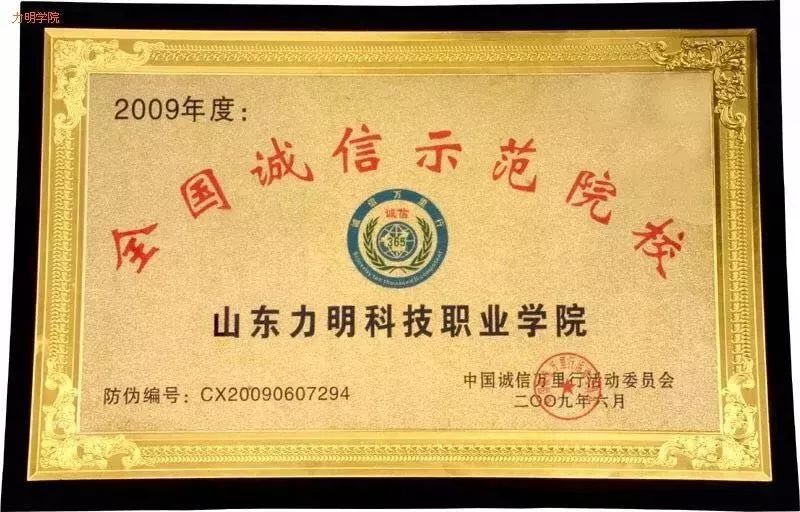 力明学院
2009年度：
全国诚信示范院校
诚信万里行
诚信
365
山东力明科技职业学院
防伪编号：CX20090607294
中国诚信万里行活动委员会
二〇〇九年六月